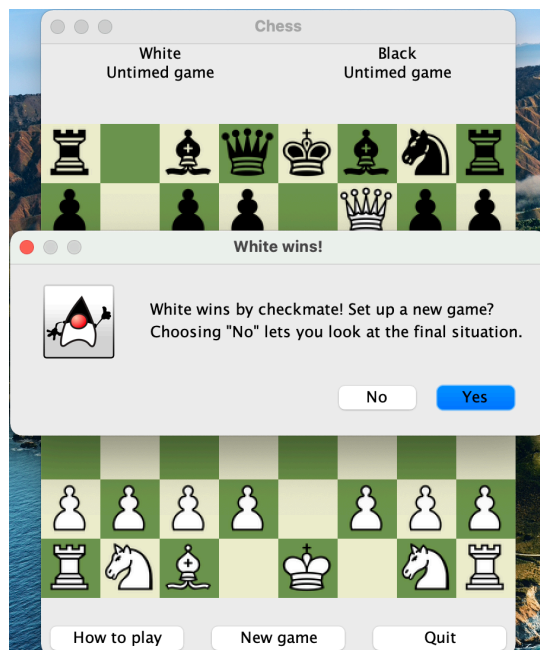 Chess
White
Untimed game
Black
Untimed game
White wins!
White wins by checkmate! Set up a new game?
Choosing "No" lets you look at the final situation.
No
Yes
How to play
New game
Quit